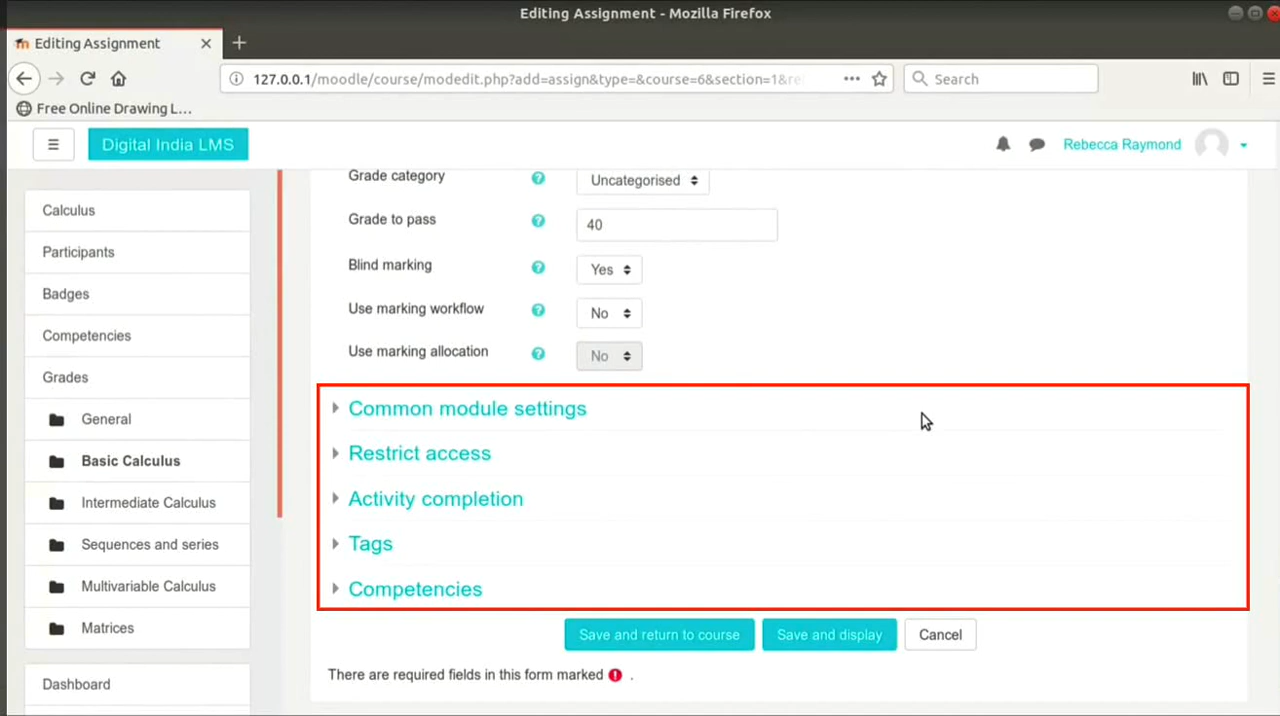 Editing Assignment - Mozilla Firefox
Editing Assignment
127.0.0.1/moodle/course/modedit.php?add=assign&type=&course=6&section=1&re
Search
Free Online Drawing L...
Digital India LMS
Rebecca Raymond
Calculus
Participants
Badges
Competencies
Grades
General
Basic Calculus
Intermediate Calculus
Sequences and series
Multivariable Calculus
Matrices
Dashboard
Grade category
Uncategorised
Grade to pass
40
Blind marking
Yes
Use marking workflow
No
Use marking allocation
No
Common module settings
Restrict access
Activity completion
Tags
Competencies
Save and return to course
Save and display
Cancel
There are required fields in this form marked .